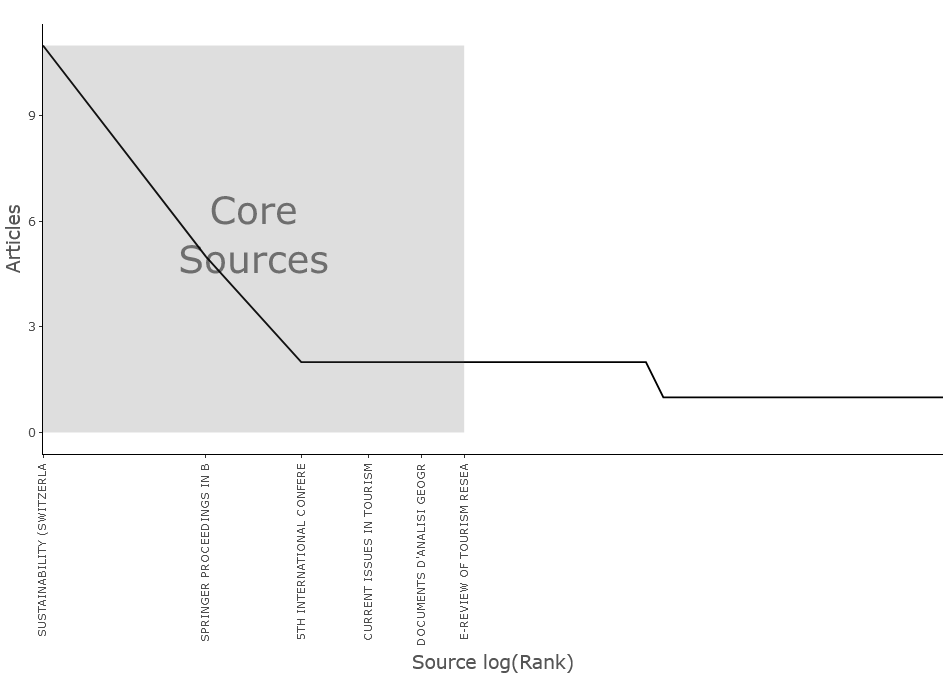 9
6
3
0
Articles
Core
Sources
SUSTAINABILITY (SWITZERLA
SPRINGER PROCEEDINGS IN B
5TH INTERNATIONAL CONFERE
CURRENT ISSUES IN TOURISM
DOCUMENTS D'ANALISI GEOGR
E-REVIEW OF TOURISM RESEA
Source log(Rank)